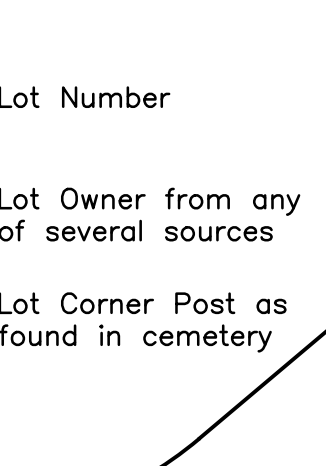 Lot Number
Lot Owner from any
of several sources
Lot Corner Post as
found in cemetery